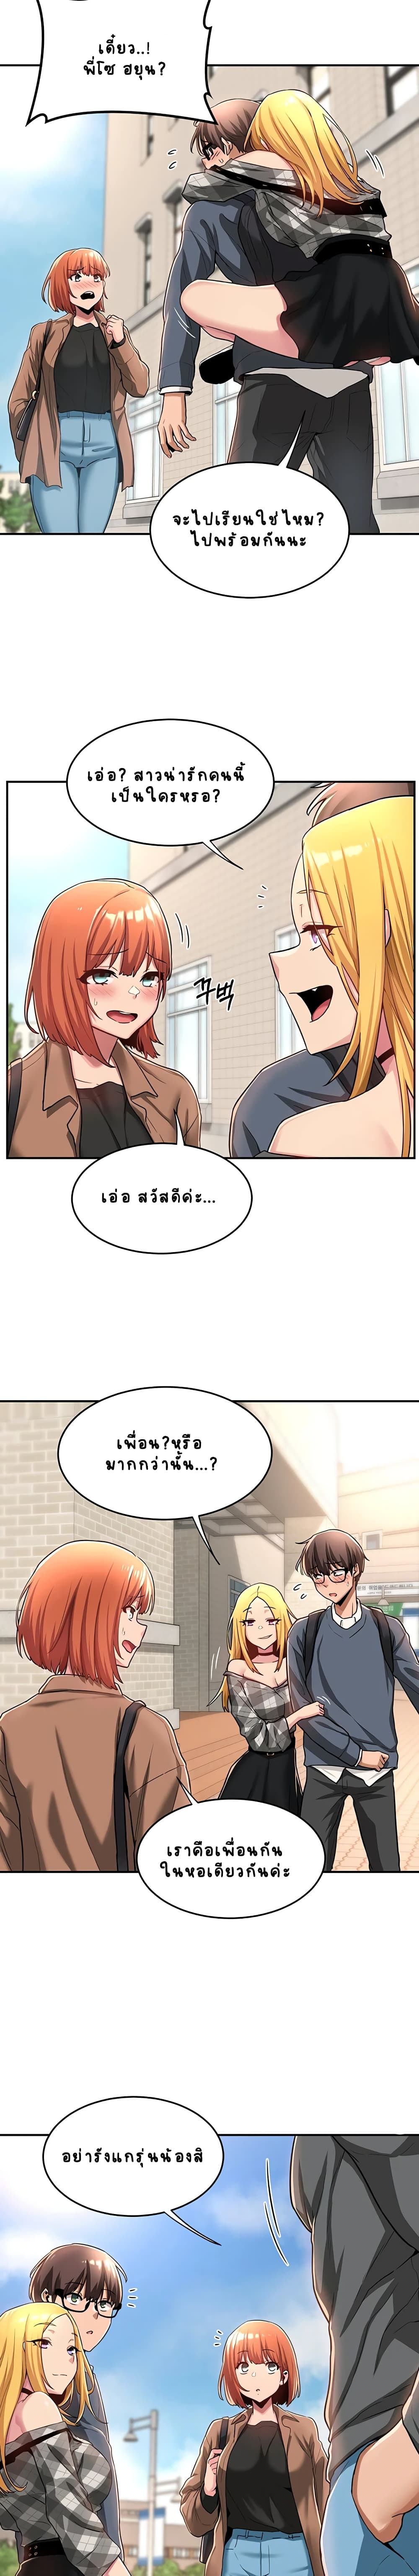 เดี๋ยว..!
พี่โซ ฮยุน?
จะไปเรียนใช่ไหม?
ไปพร้อมกันนะ
เอ่อ? สาวน่ารักคนนี้
เป็นใครหรอ?
꾸벅
เอ่อ สวัสดีค่ะ...
เพื่อน?หรือ
มากกว่านั้น...?
เราคือเพื่อนกัน
ในหอเดียวกันค่ะ
อย่ารังแกรุ่นน้องสิ